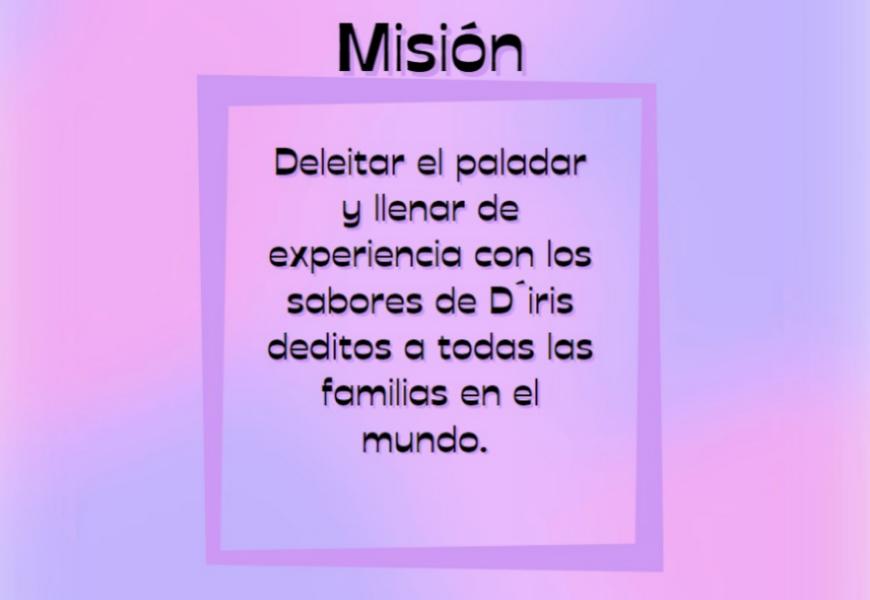 Misión
Deleitar el paladar
y llenar de
experiencia con los
sabores de D´iris
deditos a todas las
familias en el
mundo.